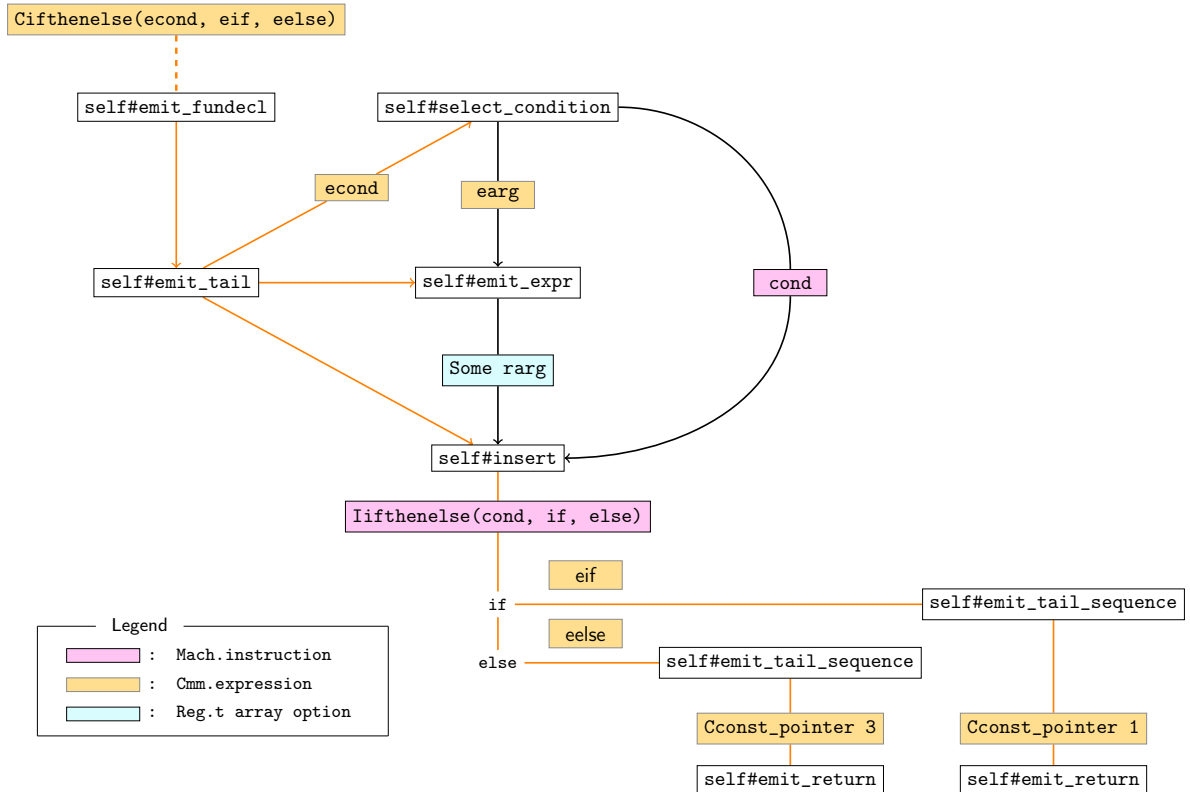 Cifthenelse(econd, eif, eelse)
self#emit_fundecl
self#select_condition
econd
earg
self#emit_tail
self#emit_expr
cond
Some rarg
self#insert
Iifthenelse(cond, if, else)
eif
if
self#emit_tail_sequence
eelse
else
self#emit_tail_sequence
Legend
: Mach.instruction
: Cmm.expression
: Reg.t array option
Cconst_pointer 3
Cconst_pointer 1
self#emit_return
self#emit_return